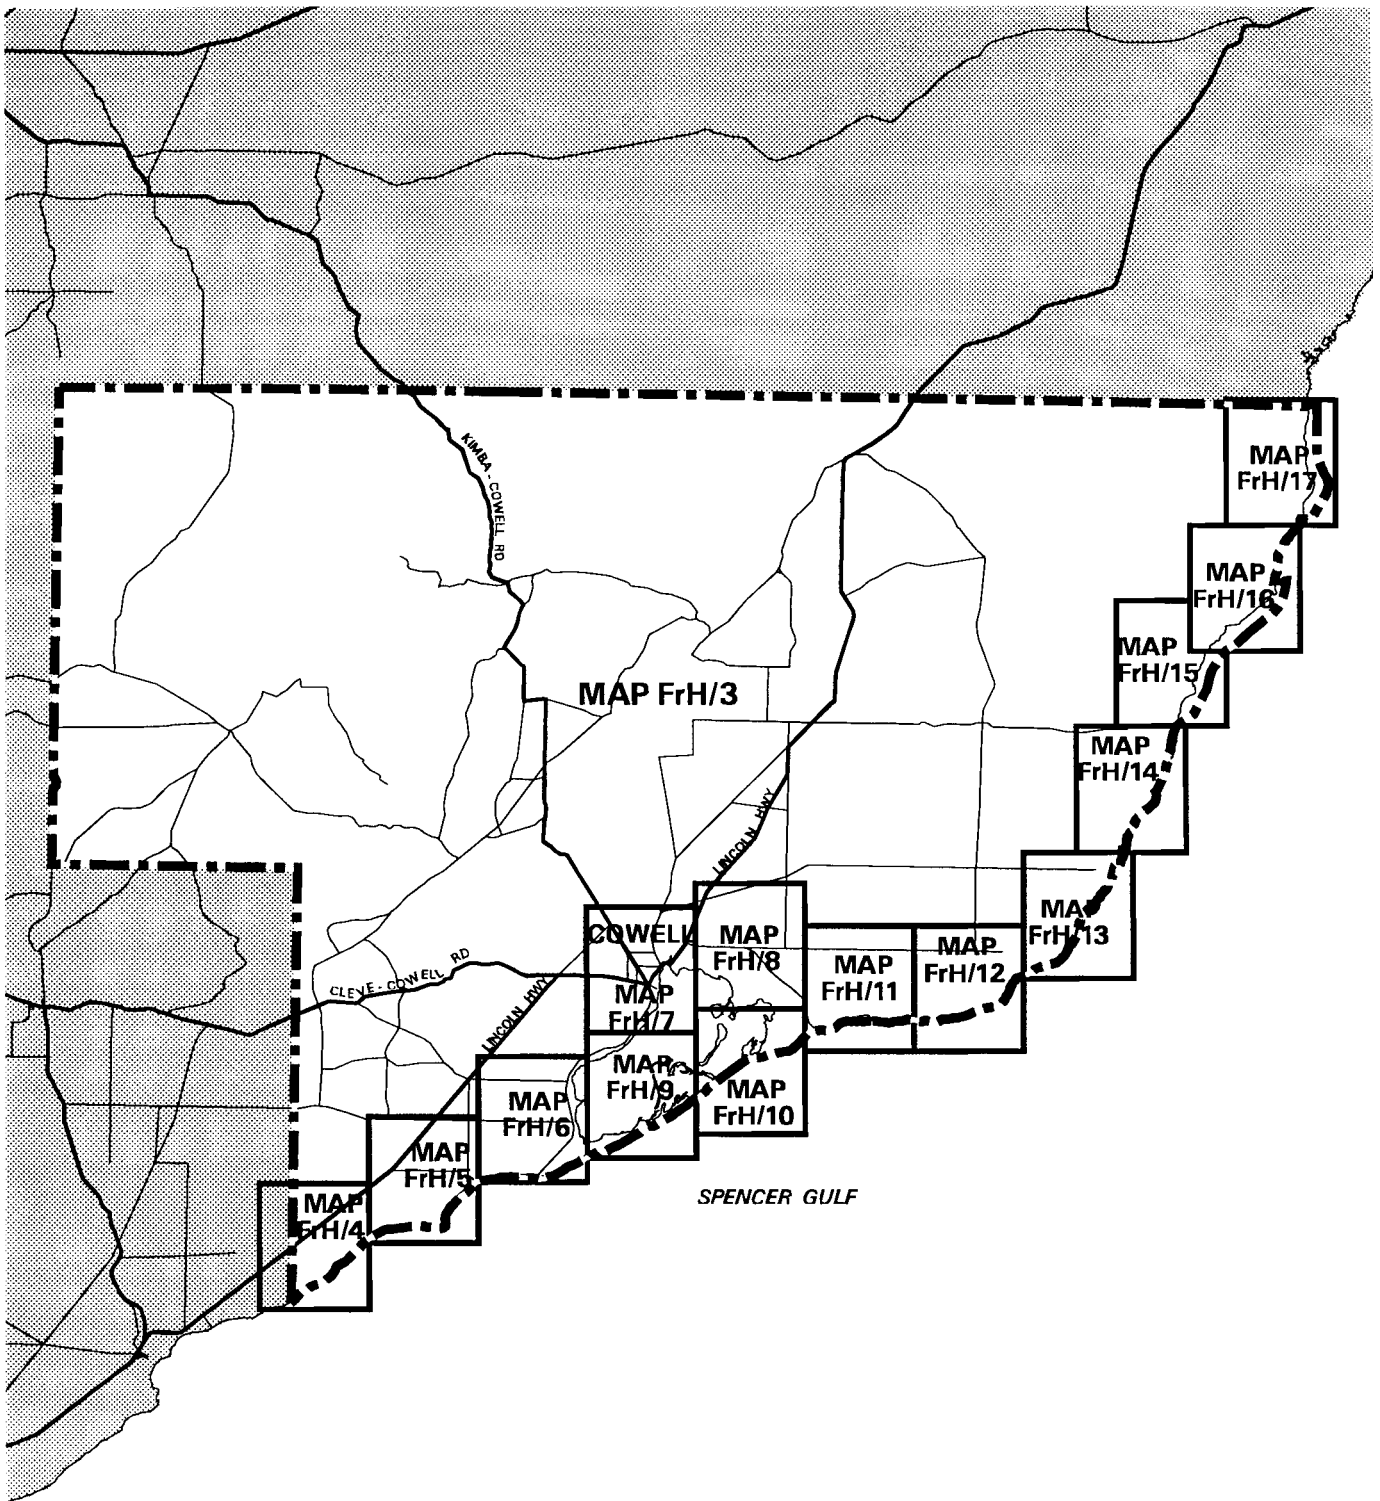 MAP
FrH/17
KIMBA - COWELL RD
MAP
FrH/16
MAP
FrH/15
MAP FrH/3
MAP
FrH/14
LINCOLN HWY
MAP
FrH/13
COWELL
MAP
FrH/8
MAP
FrH/12
MAP
FrH/11
CLEVE - COWELL RD
LINCOLN HWY
MAP
FrH/7
MAP
FrH/9
MAP
FrH/10
MAP
FrH/6
MAP
FrH/5
SPENCER GULF
MAP
FrH/4